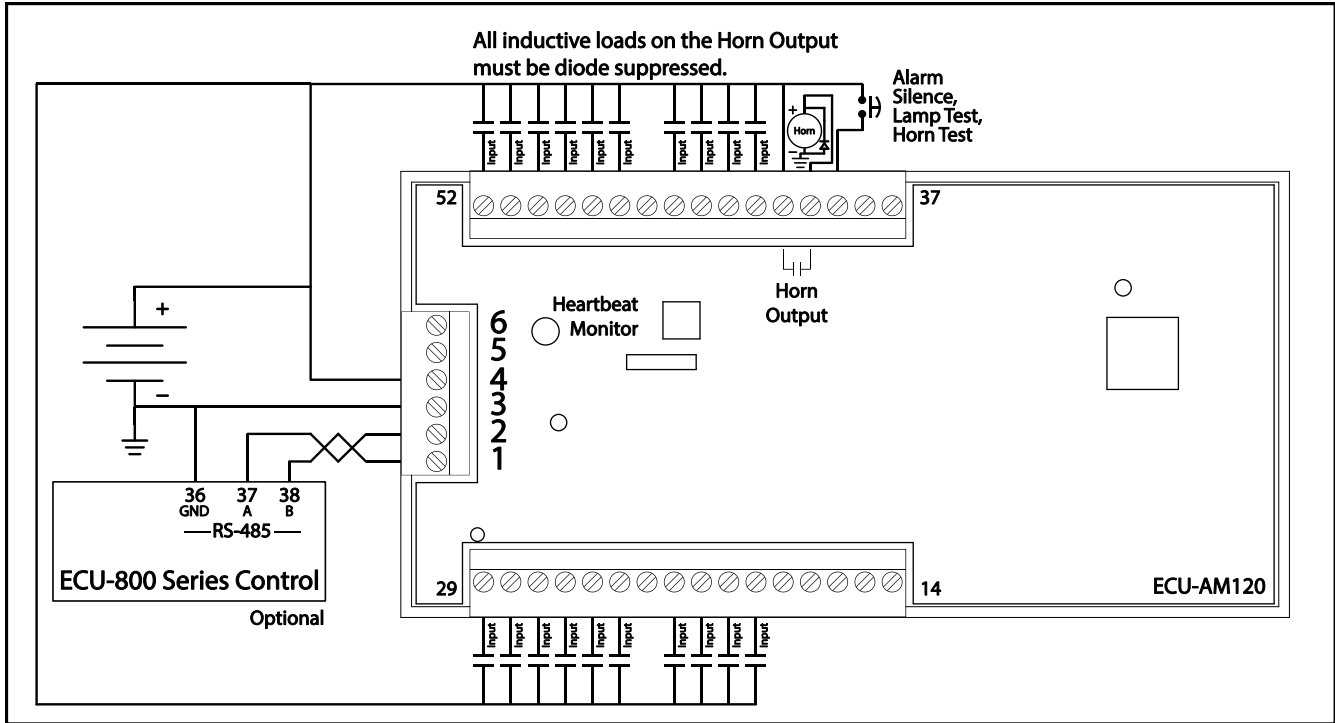 All inductive loads on the Horn Output
must be diode suppressed.
Alarm
Silence,
Lamp Test,
Horn Test
+
Horn
−
Input Input Input Input Input Input Input Input Input Input
52
37
Horn
Output
Heartbeat
Monitor
+
−
6
5
4
3
2
1
36 37 38
GND A B
RS-485
ECU-800 Series Control
Optional
29
14
ECU-AM120
Input Input Input Input Input Input Input Input Input Input